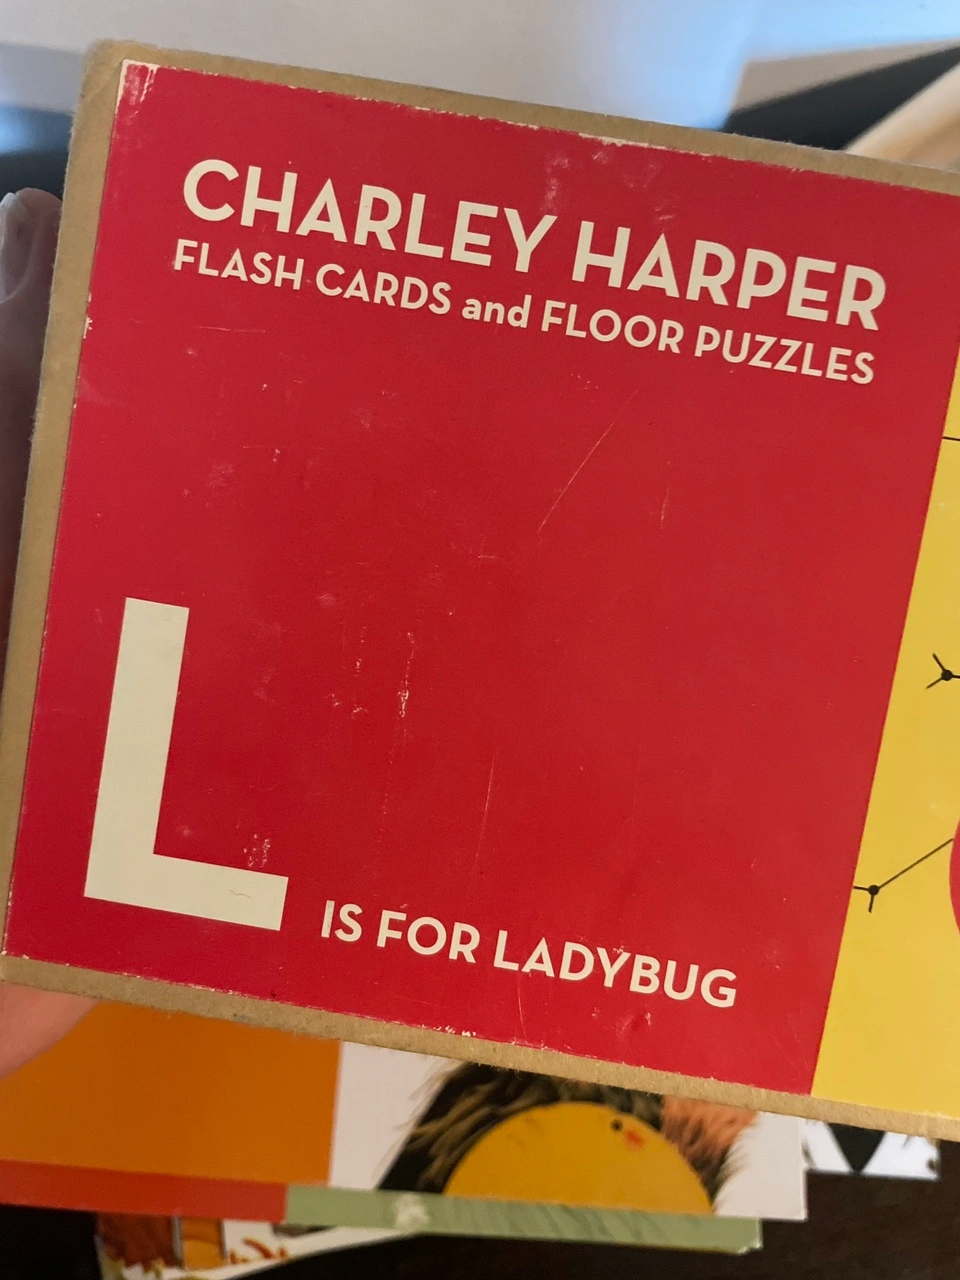 CHARLEY HARPER
FLASH CARDS and FLOOR PUZZLES
L
IS FOR LADYBUG